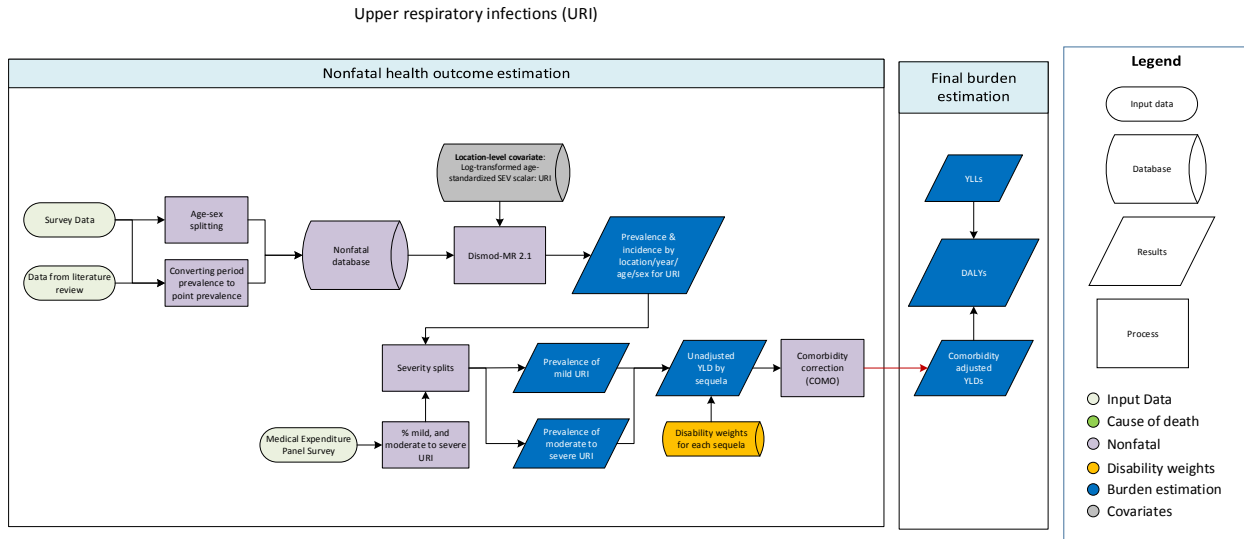 Upper respiratory infections (URI)
Nonfatal health outcome estimation
Final burden
estimation
Legend
Input data
Database
Results
Process
Input Data
Cause of death
Nonfatal
Disability weights
Burden estimation
Covariates
Location-level covariate:
Log-transformed age-
standardized SEV scalar: URI
Survey Data
Age-sex
splitting
Data from literature
review
Converting period
prevalence to
point prevalence
Nonfatal
database
Dismod-MR 2.1
Prevalence &
incidence by
location/year/
age/sex for URI
Severity splits
Prevalence of
mild URI
Unadjusted
YLD by
sequela
Comorbidity
correction
(COMO)
Medical Expenditure
Panel Survey
% mild, and
moderate to severe
URI
Prevalence of
moderate to
severe URI
Disability weights
for each sequela
YLLs
DALYs
Comorbidity
adjusted
YLDs